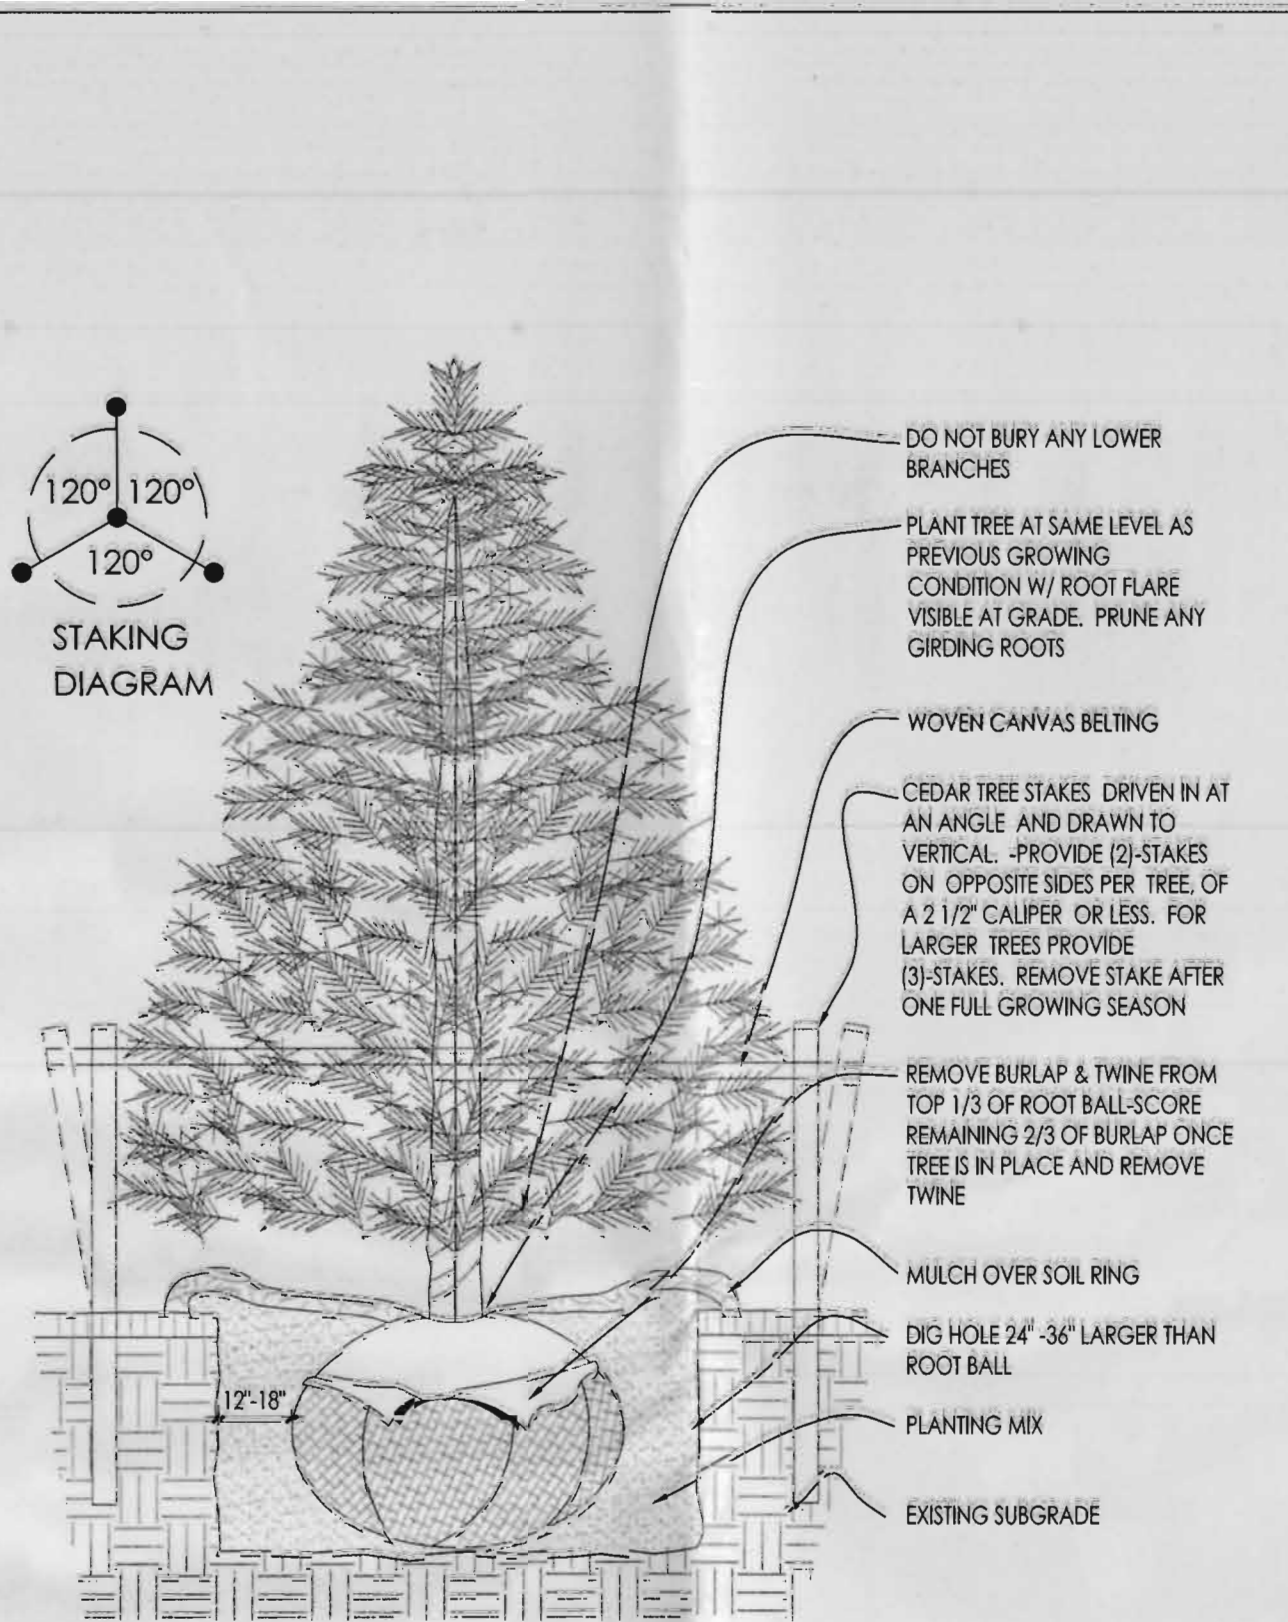 120° 120°
120°
STAKING
DIAGRAM
DO NOT BURY ANY LOWER
BRANCHES
PLANT TREE AT SAME LEVEL AS
PREVIOUS GROWING
CONDITION W/ ROOT FLARE
VISIBLE AT GRADE. PRUNE ANY
GIRDING ROOTS
WOVEN CANVAS BELTING
CEDAR TREE STAKES DRIVEN IN AT
AN ANGLE AND DRAWN TO
VERTICAL. -PROVIDE (2)-STAKES
ON OPPOSITE SIDES PER TREE, OF
A 2 1/2" CALIPER OR LESS. FOR
LARGER TREES PROVIDE
(3)-STAKES. REMOVE STAKE AFTER
ONE FULL GROWING SEASON
REMOVE BURLAP & TWINE FROM
TOP 1/3 OF ROOT BALL-SCORE
REMAINING 2/3 OF BURLAP ONCE
TREE IS IN PLACE AND REMOVE
TWINE
MULCH OVER SOIL RING
DIG HOLE 24" -36" LARGER THAN
ROOT BALL
12"-18"
PLANTING MIX
EXISTING SUBGRADE